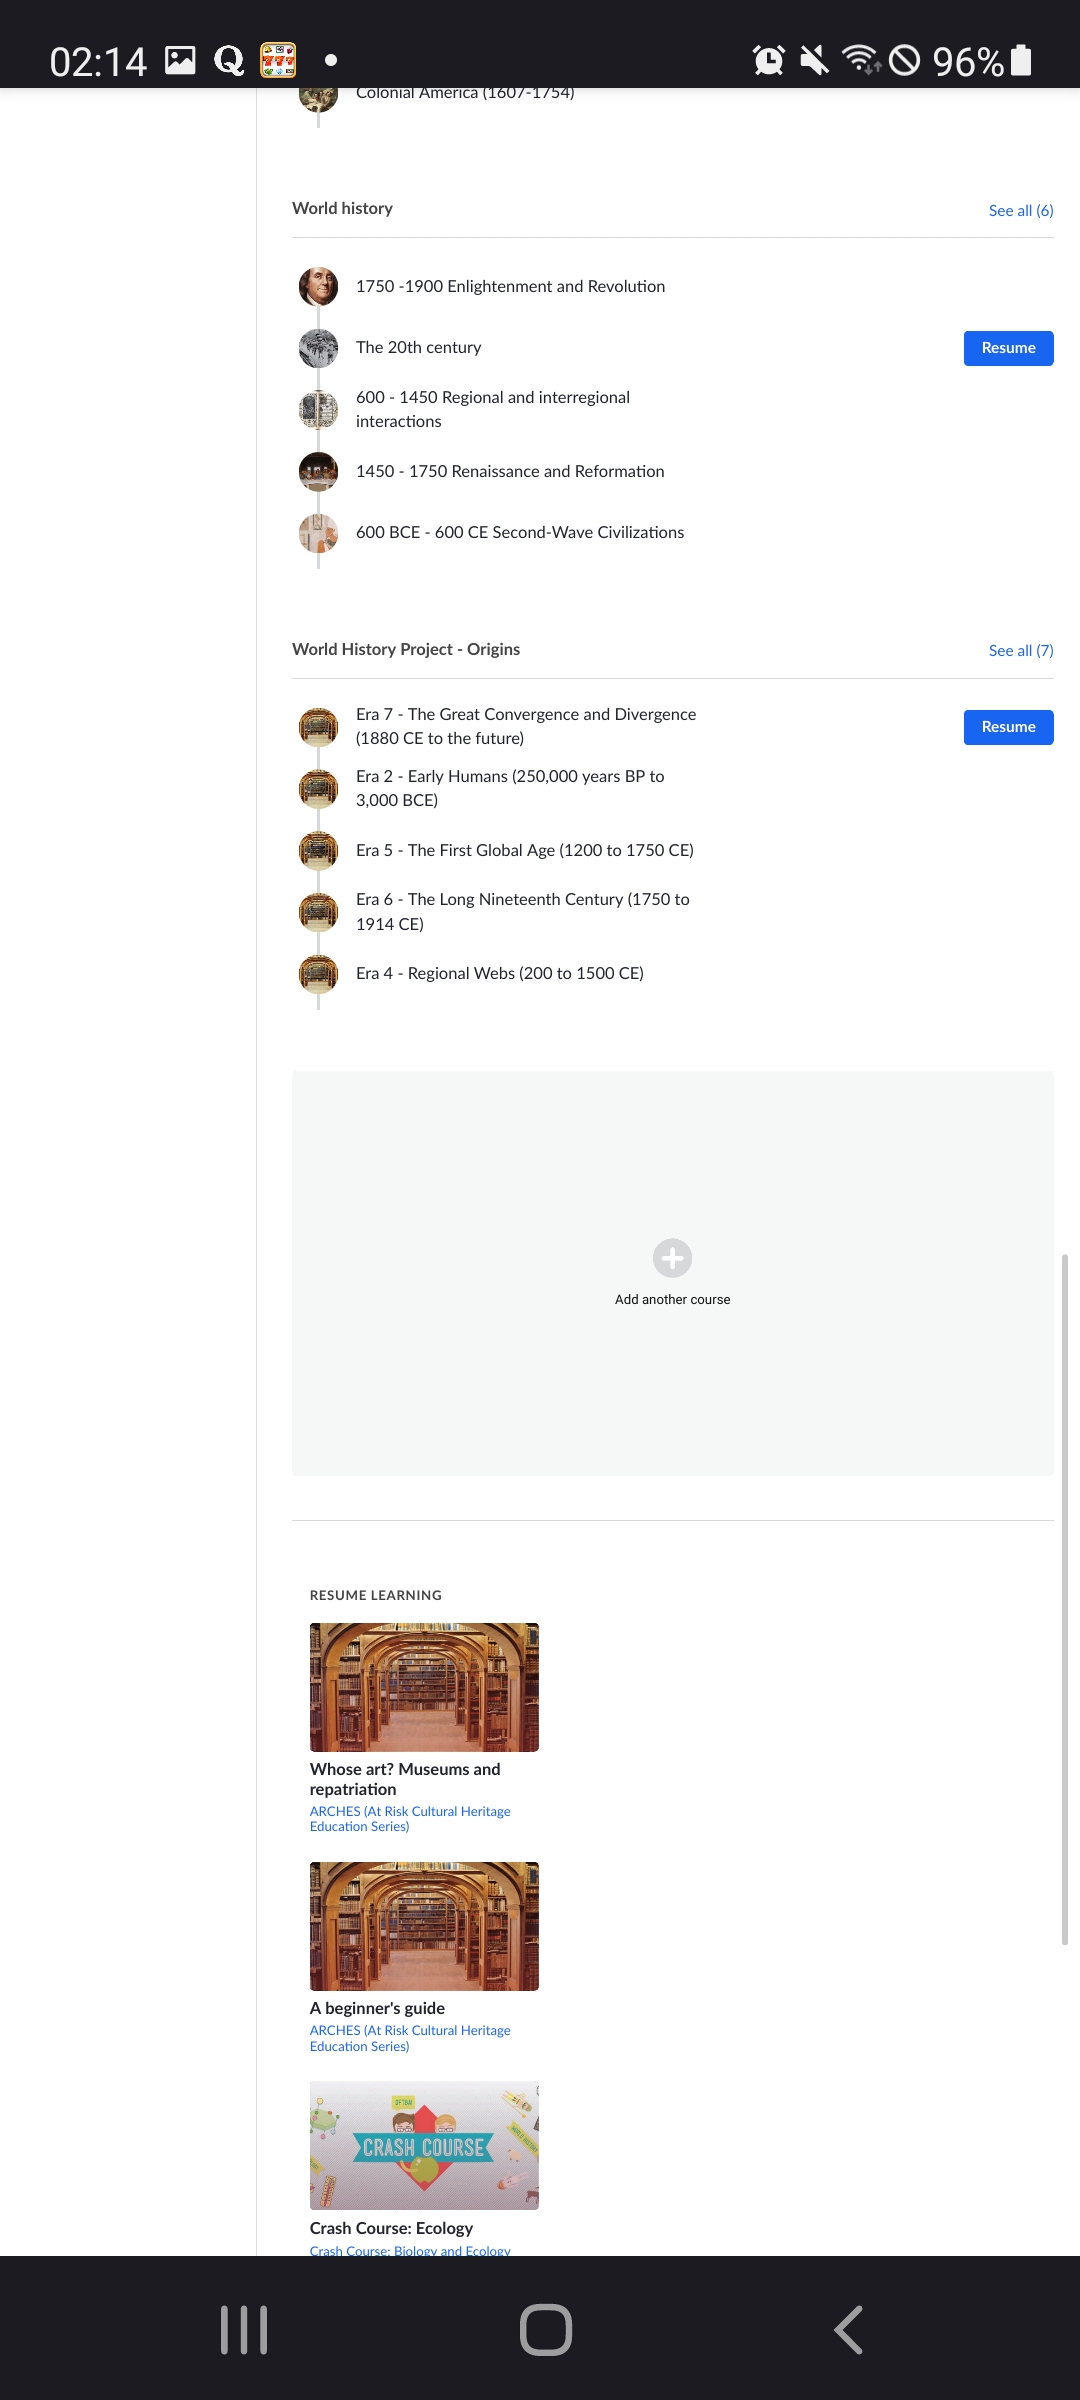 02:14
96%
Colonial America (1607-1754)
World history
See all (6)
1750 -1900 Enlightenment and Revolution
The 20th century
Resume
600 - 1450 Regional and interregional
interactions
1450 - 1750 Renaissance and Reformation
600 BCE - 600 CE Second-Wave Civilizations
World History Project - Origins
See all (7)
Era 7 - The Great Convergence and Divergence
(1880 CE to the future)
Resume
Era 2 - Early Humans (250,000 years BP to
3,000 BCE)
Era 5 - The First Global Age (1200 to 1750 CE)
Era 6 - The Long Nineteenth Century (1750 to
1914 CE)
Era 4 - Regional Webs (200 to 1500 CE)
Add another course
RESUME LEARNING
Whose art? Museums and
repatriation
ARCHES (At Risk Cultural Heritage
Education Series)
A beginner's guide
ARCHES (At Risk Cultural Heritage
Education Series)
DFTBA!
CRASH COURSE
WORLD HISTORY
Crash Course: Ecology
Crash Course: Biology and Ecology